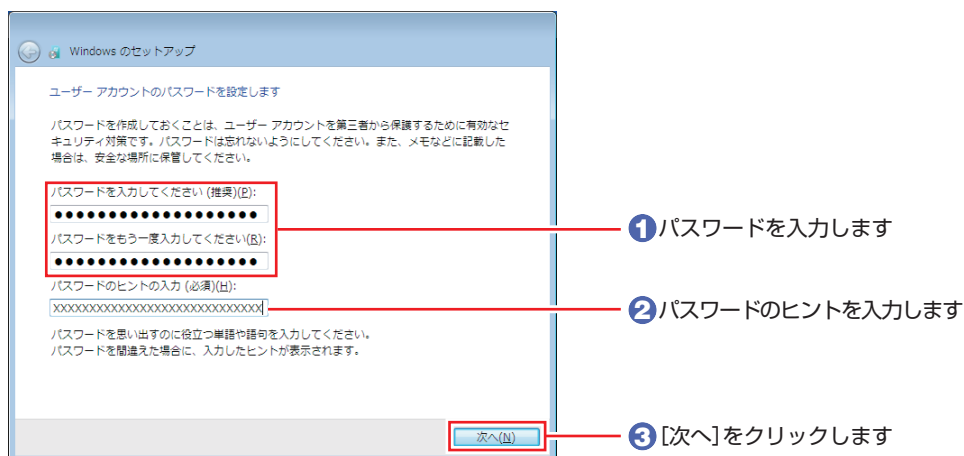 Windows のセットアップ
ユーザー アカウントのパスワードを設定します
パスワードを作成しておくことは、ユーザー アカウントを第三者から保護するために有効なセ
キュリティ対策です。パスワードは忘れないようにしてください。また、メモなどに記載した
場合は、安全な場所に保管してください。
パスワードを入力してください (推奨)(P):
●●●●●●●●●●●●●●●●●●●
❶パスワードを入力します
パスワードをもう一度入力してください(R):
●●●●●●●●●●●●●●●●●●●
パスワードのヒントの入力 (必須)(H):
XXXXXXXXXXXXXXXXXXXXXXXXXXXXX
❷パスワードのヒントを入力します
パスワードを思い出すのに役立つ単語や語句を入力してください。
パスワードを間違えた場合に、入力したヒントが表示されます。
次へ(N)
❸[次へ]をクリックします